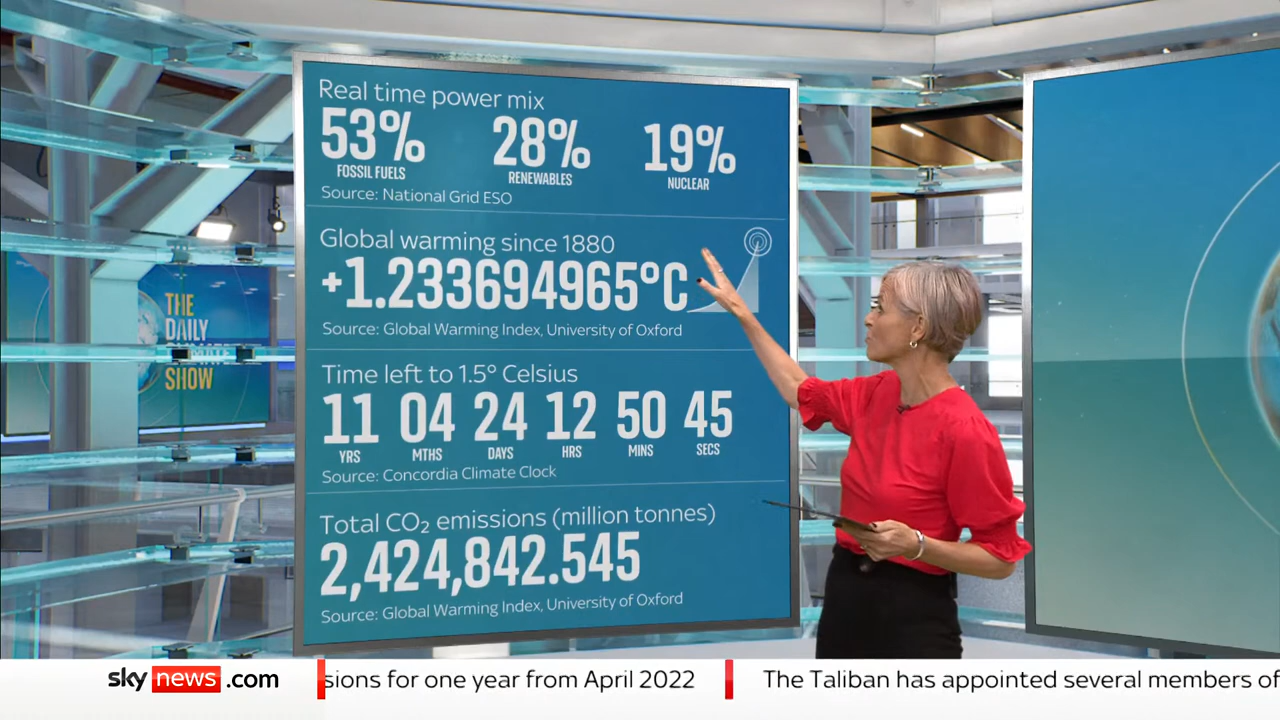 Real time power mix
53% 28% 19%
FOSSIL FUELS RENEWABLES NUCLEAR
Source: National Grid ESO
Global warming since 1880
+1.233694965°C
Source: Global Warming Index, University of Oxford
Time left to 1.5° Celsius
11 04 24 12 50 45
YRS MTHS DAYS HRS MINS SECS
Source: Concordia Climate Clock
Total CO₂ emissions (million tonnes)
2,424,842.545
Source: Global Warming Index, University of Oxford
THE
DAILY
CLIMATE
SHOW
sky news .com
sions for one year from April 2022
The Taliban has appointed several members of